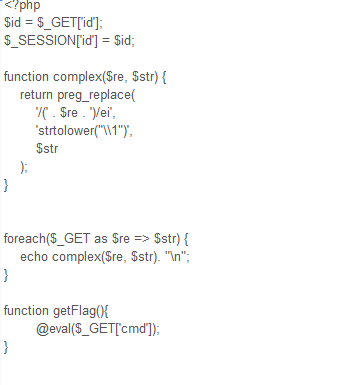 <?php
$id = $_GET['id'];
$_SESSION['id'] = $id;
function complex($re, $str) {
return preg_replace(
'/(' . $re . ')/ei',
'strtolower("\\1")',
$str
);
}
foreach($_GET as $re => $str) {
echo complex($re, $str). "\n";
}
function getFlag(){
@eval($_GET['cmd']);
}